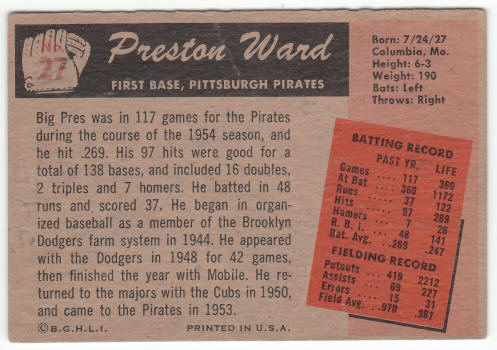 NO.
27
Preston Ward
FIRST BASE, PITTSBURGH PIRATES
Born: 7/24/27
Columbia, Mo.
Height: 6-3
Weight: 190
Bats: Left
Throws: Right
Big Pres was in 117 games for the Pirates
during the course of the 1954 season, and
he hit .269. His 97 hits were good for a
total of 138 bases, and included 16 doubles,
2 triples and 7 homers. He batted in 48
runs and scored 37. He began in organ-
ized baseball as a member of the Brooklyn
Dodgers farm system in 1944. He appeared
with the Dodgers in 1948 for 42 games,
then finished the year with Mobile. He re-
turned to the majors with the Cubs in 1950,
and came to the Pirates in 1953.
©B.G.H.L.I. PRINTED IN U.S.A.
BATTING RECORD
PAST YR. LIFE
Games 117 360
At Bat 360 1172
Runs 37 122
Hits 97 289
Homers 7 26
R. B. I. 48 141
Bat. Avg. .269 .247
FIELDING RECORD
Putouts 419 2212
Assists 69 227
Errors 15 31
Field Avg. .970 .987